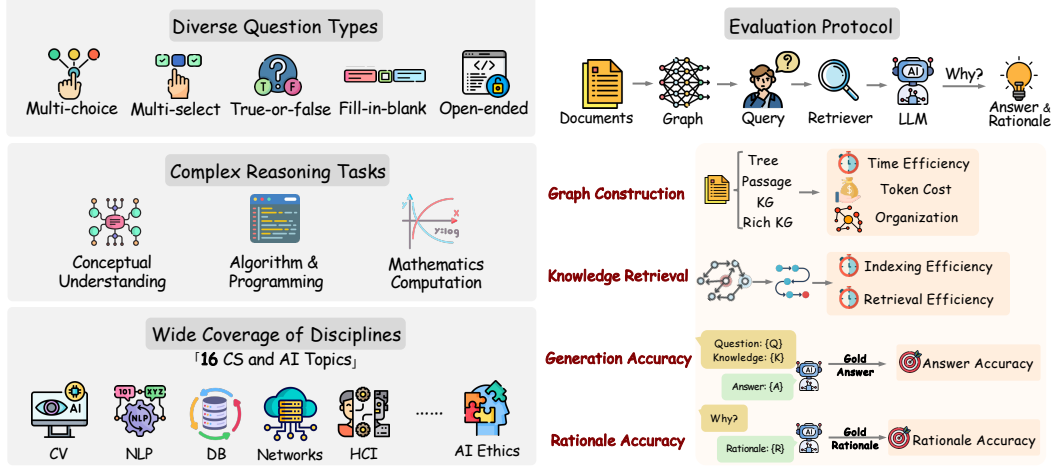 Diverse Question Types
Multi-choice
Multi-select
T F
True-or-false
Fill-in-blank
</>
Open-ended
Complex Reasoning Tasks
Conceptual
Understanding
Algorithm &
Programming
x
y=log
Mathematics
Computation
Wide Coverage of Disciplines
「16 CS and AI Topics」
AI
CV
101 XYZ
NLP
NLP
DB
Networks
HCI
......
AI Ethics
Evaluation Protocol
Documents
Graph
?
Query
Retriever
AI
LLM
Why?
Answer &
Rationale
Graph Construction
Tree
Passage
KG
Rich KG
Time Efficiency
Token Cost
Organization
Knowledge Retrieval
Indexing Efficiency
Retrieval Efficiency
Generation Accuracy
Question: {Q}
Knowledge: {K}
Answer: {A}
AI
Gold
Answer
Answer Accuracy
Rationale Accuracy
Why?
Rationale: {R}
AI
Gold
Rationale
Rationale Accuracy